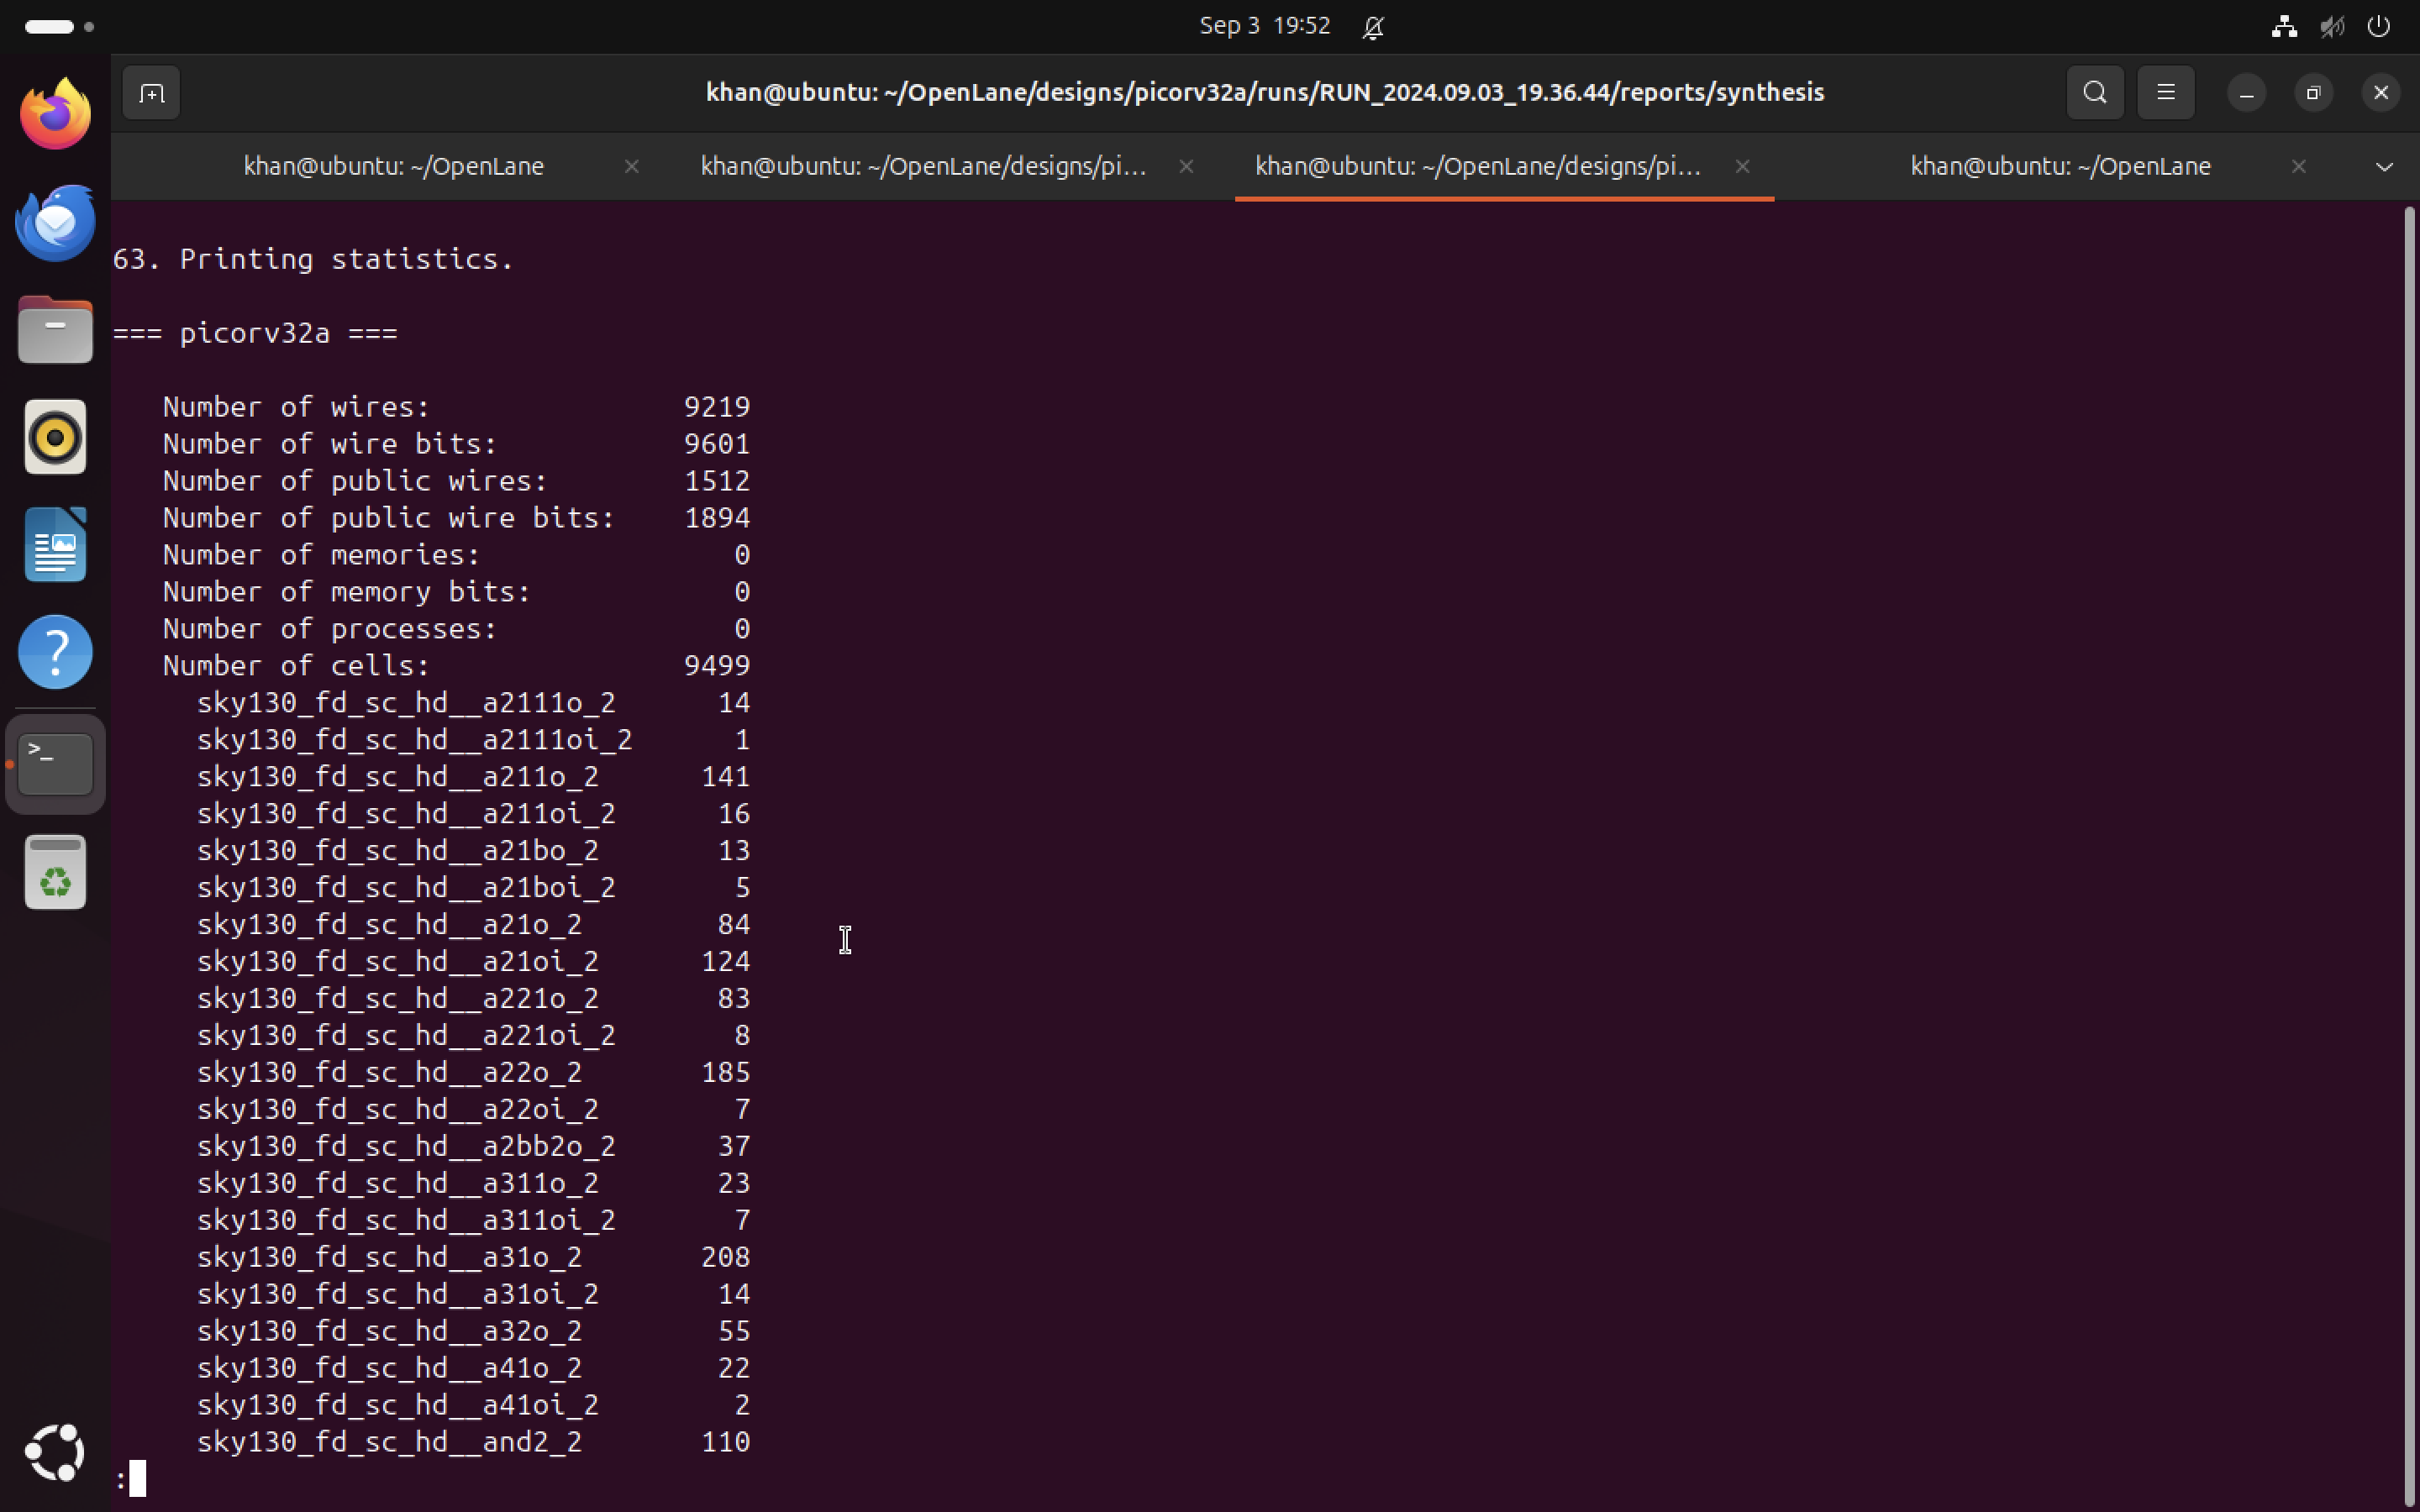 Sep 3 19:52
khan@ubuntu: ~/OpenLane/designs/picorv32a/runs/RUN_2024.09.03_19.36.44/reports/synthesis
khan@ubuntu: ~/OpenLane
khan@ubuntu: ~/OpenLane/designs/pi...
khan@ubuntu: ~/OpenLane/designs/pi...
khan@ubuntu: ~/OpenLane
63. Printing statistics.
=== picorv32a ===
Number of wires: 9219
Number of wire bits: 9601
Number of public wires: 1512
Number of public wire bits: 1894
Number of memories: 0
Number of memory bits: 0
Number of processes: 0
Number of cells: 9499
sky130_fd_sc_hd__a2111o_2 14
sky130_fd_sc_hd__a2111oi_2 1
sky130_fd_sc_hd__a211o_2 141
sky130_fd_sc_hd__a211oi_2 16
sky130_fd_sc_hd__a21bo_2 13
sky130_fd_sc_hd__a21boi_2 5
sky130_fd_sc_hd__a21o_2 84
sky130_fd_sc_hd__a21oi_2 124
sky130_fd_sc_hd__a221o_2 83
sky130_fd_sc_hd__a221oi_2 8
sky130_fd_sc_hd__a22o_2 185
sky130_fd_sc_hd__a22oi_2 7
sky130_fd_sc_hd__a2bb2o_2 37
sky130_fd_sc_hd__a311o_2 23
sky130_fd_sc_hd__a311oi_2 7
sky130_fd_sc_hd__a31o_2 208
sky130_fd_sc_hd__a31oi_2 14
sky130_fd_sc_hd__a32o_2 55
sky130_fd_sc_hd__a41o_2 22
sky130_fd_sc_hd__a41oi_2 2
sky130_fd_sc_hd__and2_2 110
: